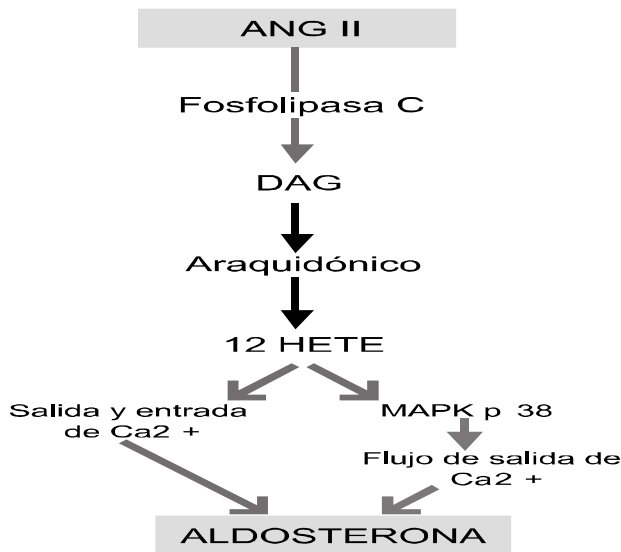 ANG II
Fosfolipasa C
DAG
Araquidónico
12 HETE
Salida y entrada
de Ca2 +
MAPK p 38
Flujo de salida de
Ca2 +
ALDOSTERONA